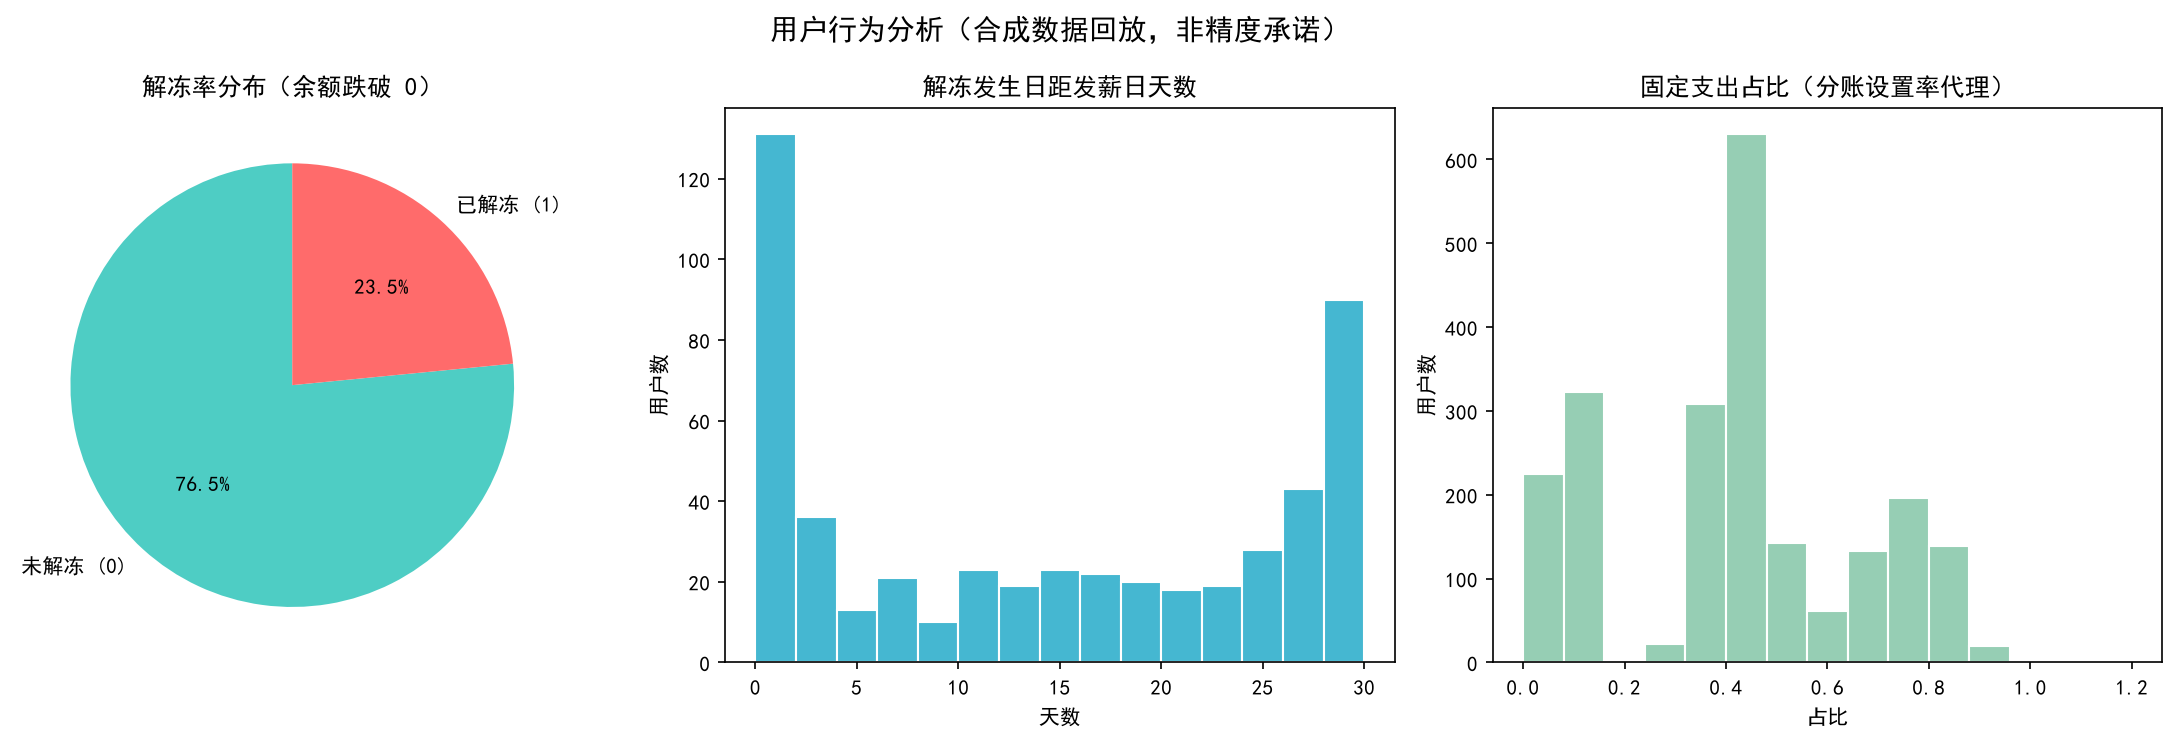 用户行为分析（合成数据回放，非精度承诺）
解冻率分布（余额跌破 0）
已解冻 (1)
23.5%
76.5%
未解冻 (0)
解冻发生日距发薪日天数
用户数
120
100
80
60
40
20
0
0 5 10 15 20 25 30
天数
固定支出占比（分账设置率代理）
用户数
600
500
400
300
200
100
0
0.0 0.2 0.4 0.6 0.8 1.0 1.2
占比